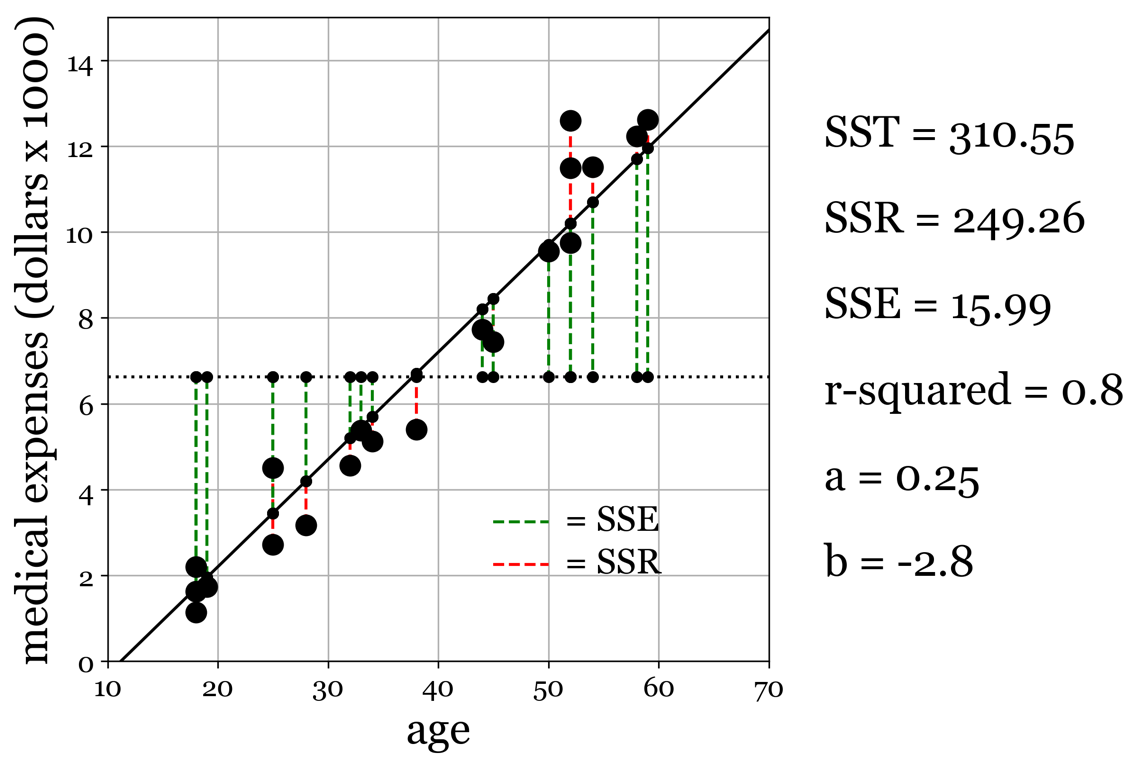 medical expenses (dollars x 1000)
14
12
10
8
6
4
2
0
10 20 30 40 50 60 70
age
= SSE
= SSR
SST = 310.55
SSR = 249.26
SSE = 15.99
r-squared = 0.8
a = 0.25
b = -2.8